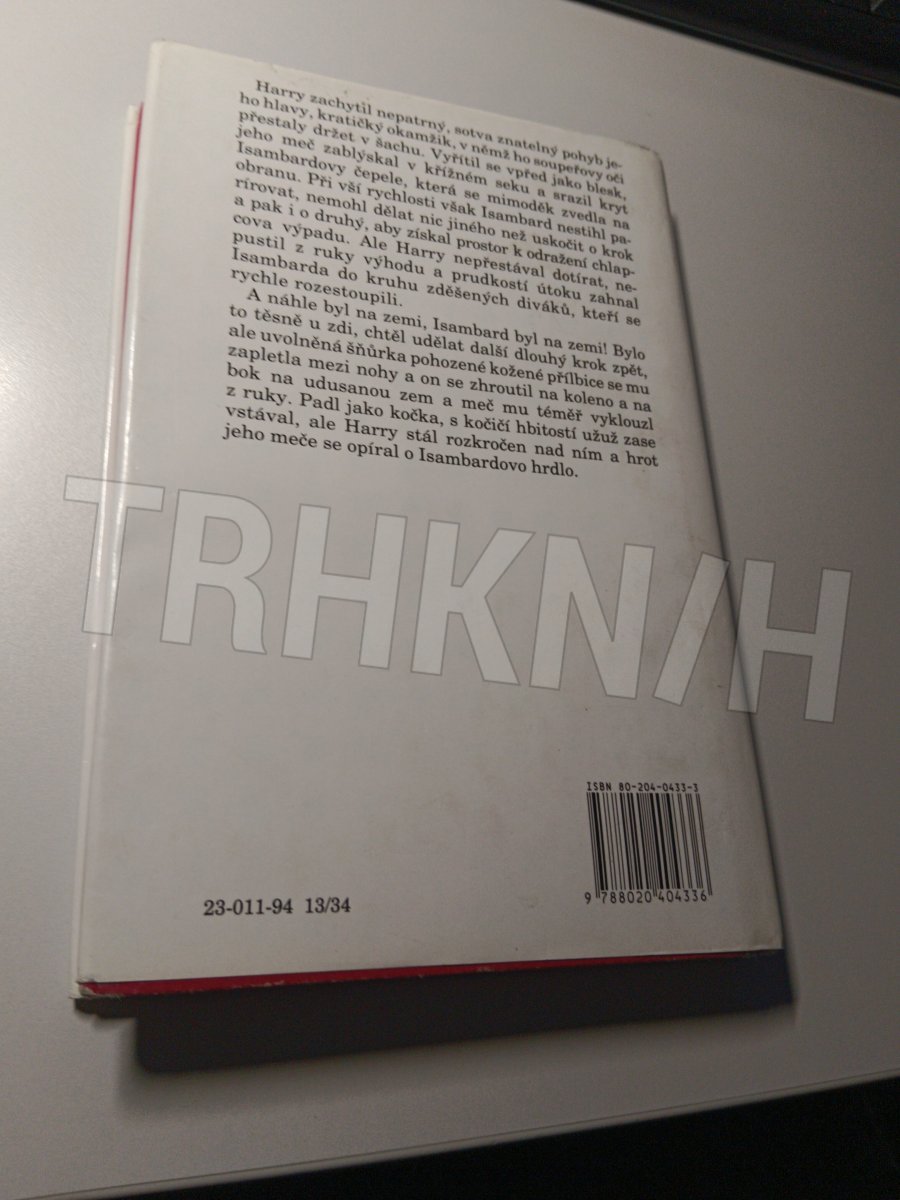 Harry zachytil nepatrný, sotva znatelný pohyb je-
ho hlavy, kratičký okamžik, v němž ho soupeřovy oči
přestaly držet v šachu. Vyřítil se vpřed jako blesk,
jeho meč zablýskal v křížném seku a srazil kryt
Isambardovy čepele, která se mimoděk zvedla na
obranu. Při vší rychlosti však Isambard nestihl pa-
rírovat, nemohl dělat nic jiného než uskočit o krok
a pak i o druhý, aby získal prostor k odražení chlap-
cova výpadu. Ale Harry nepřestával dotírat, ne-
pustil z ruky výhodu a prudkostí útoku zahnal
Isambarda do kruhu zděšených diváků, kteří se
rychle rozestoupili.
A náhle byl na zemi, Isambard byl na zemi! Bylo
to těsně u zdi, chtěl udělat další dlouhý krok zpět,
ale uvolněná šňůrka pohozené kožené přílbice se mu
zapletla mezi nohy a on se zhroutil na koleno a na
bok na udusanou zem a meč mu téměř vyklouzl
z ruky. Padl jako kočka, s kočičí hbitostí užuž zase
vstával, ale Harry stál rozkročen nad ním a hrot
jeho meče se opíral o Isambardovo hrdlo.
TRHKN/H
ISBN 80-204-0433-3
9 788020 404336
23-011-94 13/34